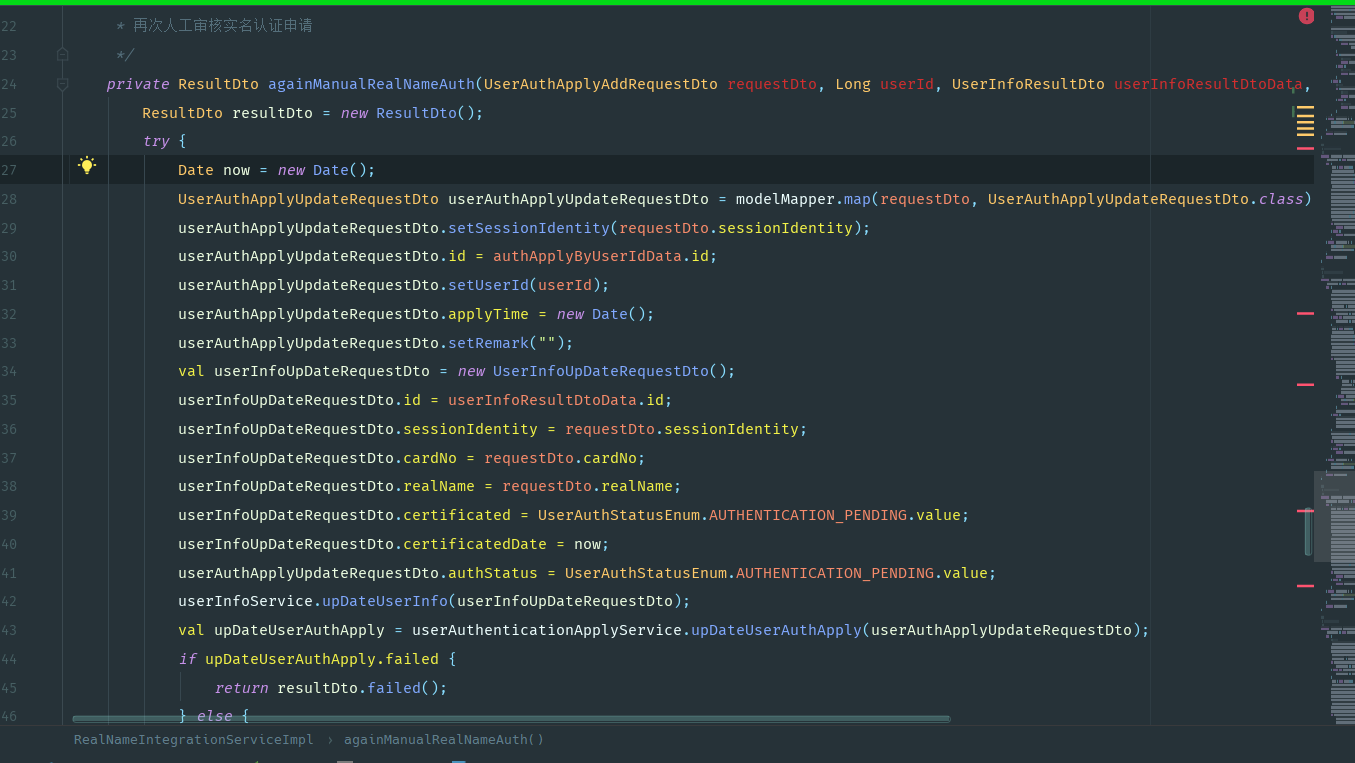 22 * 再次人工审核实名认证申请
23 */
24 private ResultDto againManualRealNameAuth(UserAuthApplyAddRequestDto requestDto, Long userId, UserInfoResultDto userInfoResultDtoData,
25 ResultDto resultDto = new ResultDto();
26 try {
27 Date now = new Date();
28 UserAuthApplyUpdateRequestDto userAuthApplyUpdateRequestDto = modelMapper.map(requestDto, UserAuthApplyUpdateRequestDto.class)
29 userAuthApplyUpdateRequestDto.setSessionIdentity(requestDto.sessionIdentity);
30 userAuthApplyUpdateRequestDto.id = authApplyByUserIdData.id;
31 userAuthApplyUpdateRequestDto.setUserId(userId);
32 userAuthApplyUpdateRequestDto.applyTime = new Date();
33 userAuthApplyUpdateRequestDto.setRemark("");
34 val userInfoUpDateRequestDto = new UserInfoUpDateRequestDto();
35 userInfoUpDateRequestDto.id = userInfoResultDtoData.id;
36 userInfoUpDateRequestDto.sessionIdentity = requestDto.sessionIdentity;
37 userInfoUpDateRequestDto.cardNo = requestDto.cardNo;
38 userInfoUpDateRequestDto.realName = requestDto.realName;
39 userInfoUpDateRequestDto.certificated = UserAuthStatusEnum.AUTHENTICATION_PENDING.value;
40 userInfoUpDateRequestDto.certificatedDate = now;
41 userAuthApplyUpdateRequestDto.authStatus = UserAuthStatusEnum.AUTHENTICATION_PENDING.value;
42 userInfoService.upDateUserInfo(userInfoUpDateRequestDto);
43 val upDateUserAuthApply = userAuthenticationApplyService.upDateUserAuthApply(userAuthApplyUpdateRequestDto);
44 if upDateUserAuthApply.failed {
45 return resultDto.failed();
46 } else {
RealNameIntegrationServiceImpl › againManualRealNameAuth()